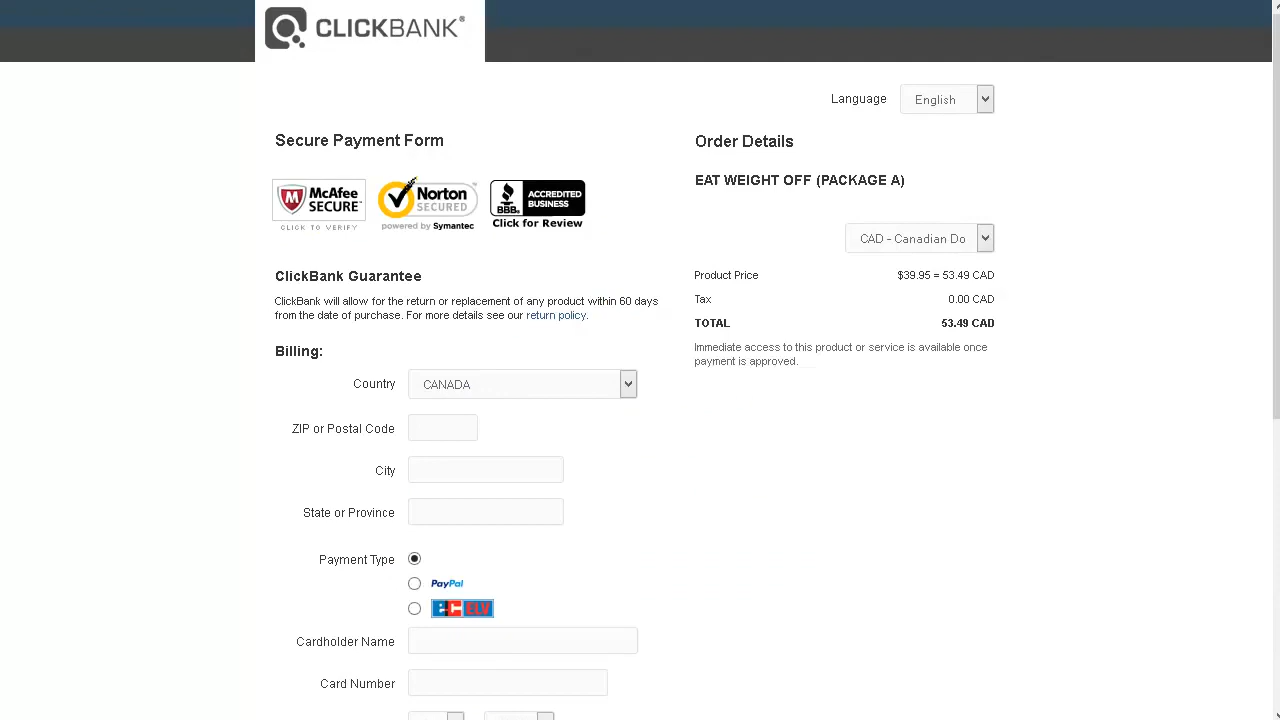 CLICKBANK®
Language
English
Secure Payment Form
Order Details
McAfee
SECURE™
CLICK TO VERIFY
Norton
SECURED
powered by Symantec
BBB.
ACCREDITED
BUSINESS
Click for Review
EAT WEIGHT OFF (PACKAGE A)
CAD - Canadian Do
Product Price $39.95 = 53.49 CAD
Tax 0.00 CAD
TOTAL 53.49 CAD
Immediate access to this product or service is available once
payment is approved.
ClickBank Guarantee
ClickBank will allow for the return or replacement of any product within 60 days
from the date of purchase. For more details see our return policy.
Billing:
Country CANADA
ZIP or Postal Code
City
State or Province
Payment Type
PayPal
EC ELV
Cardholder Name
Card Number